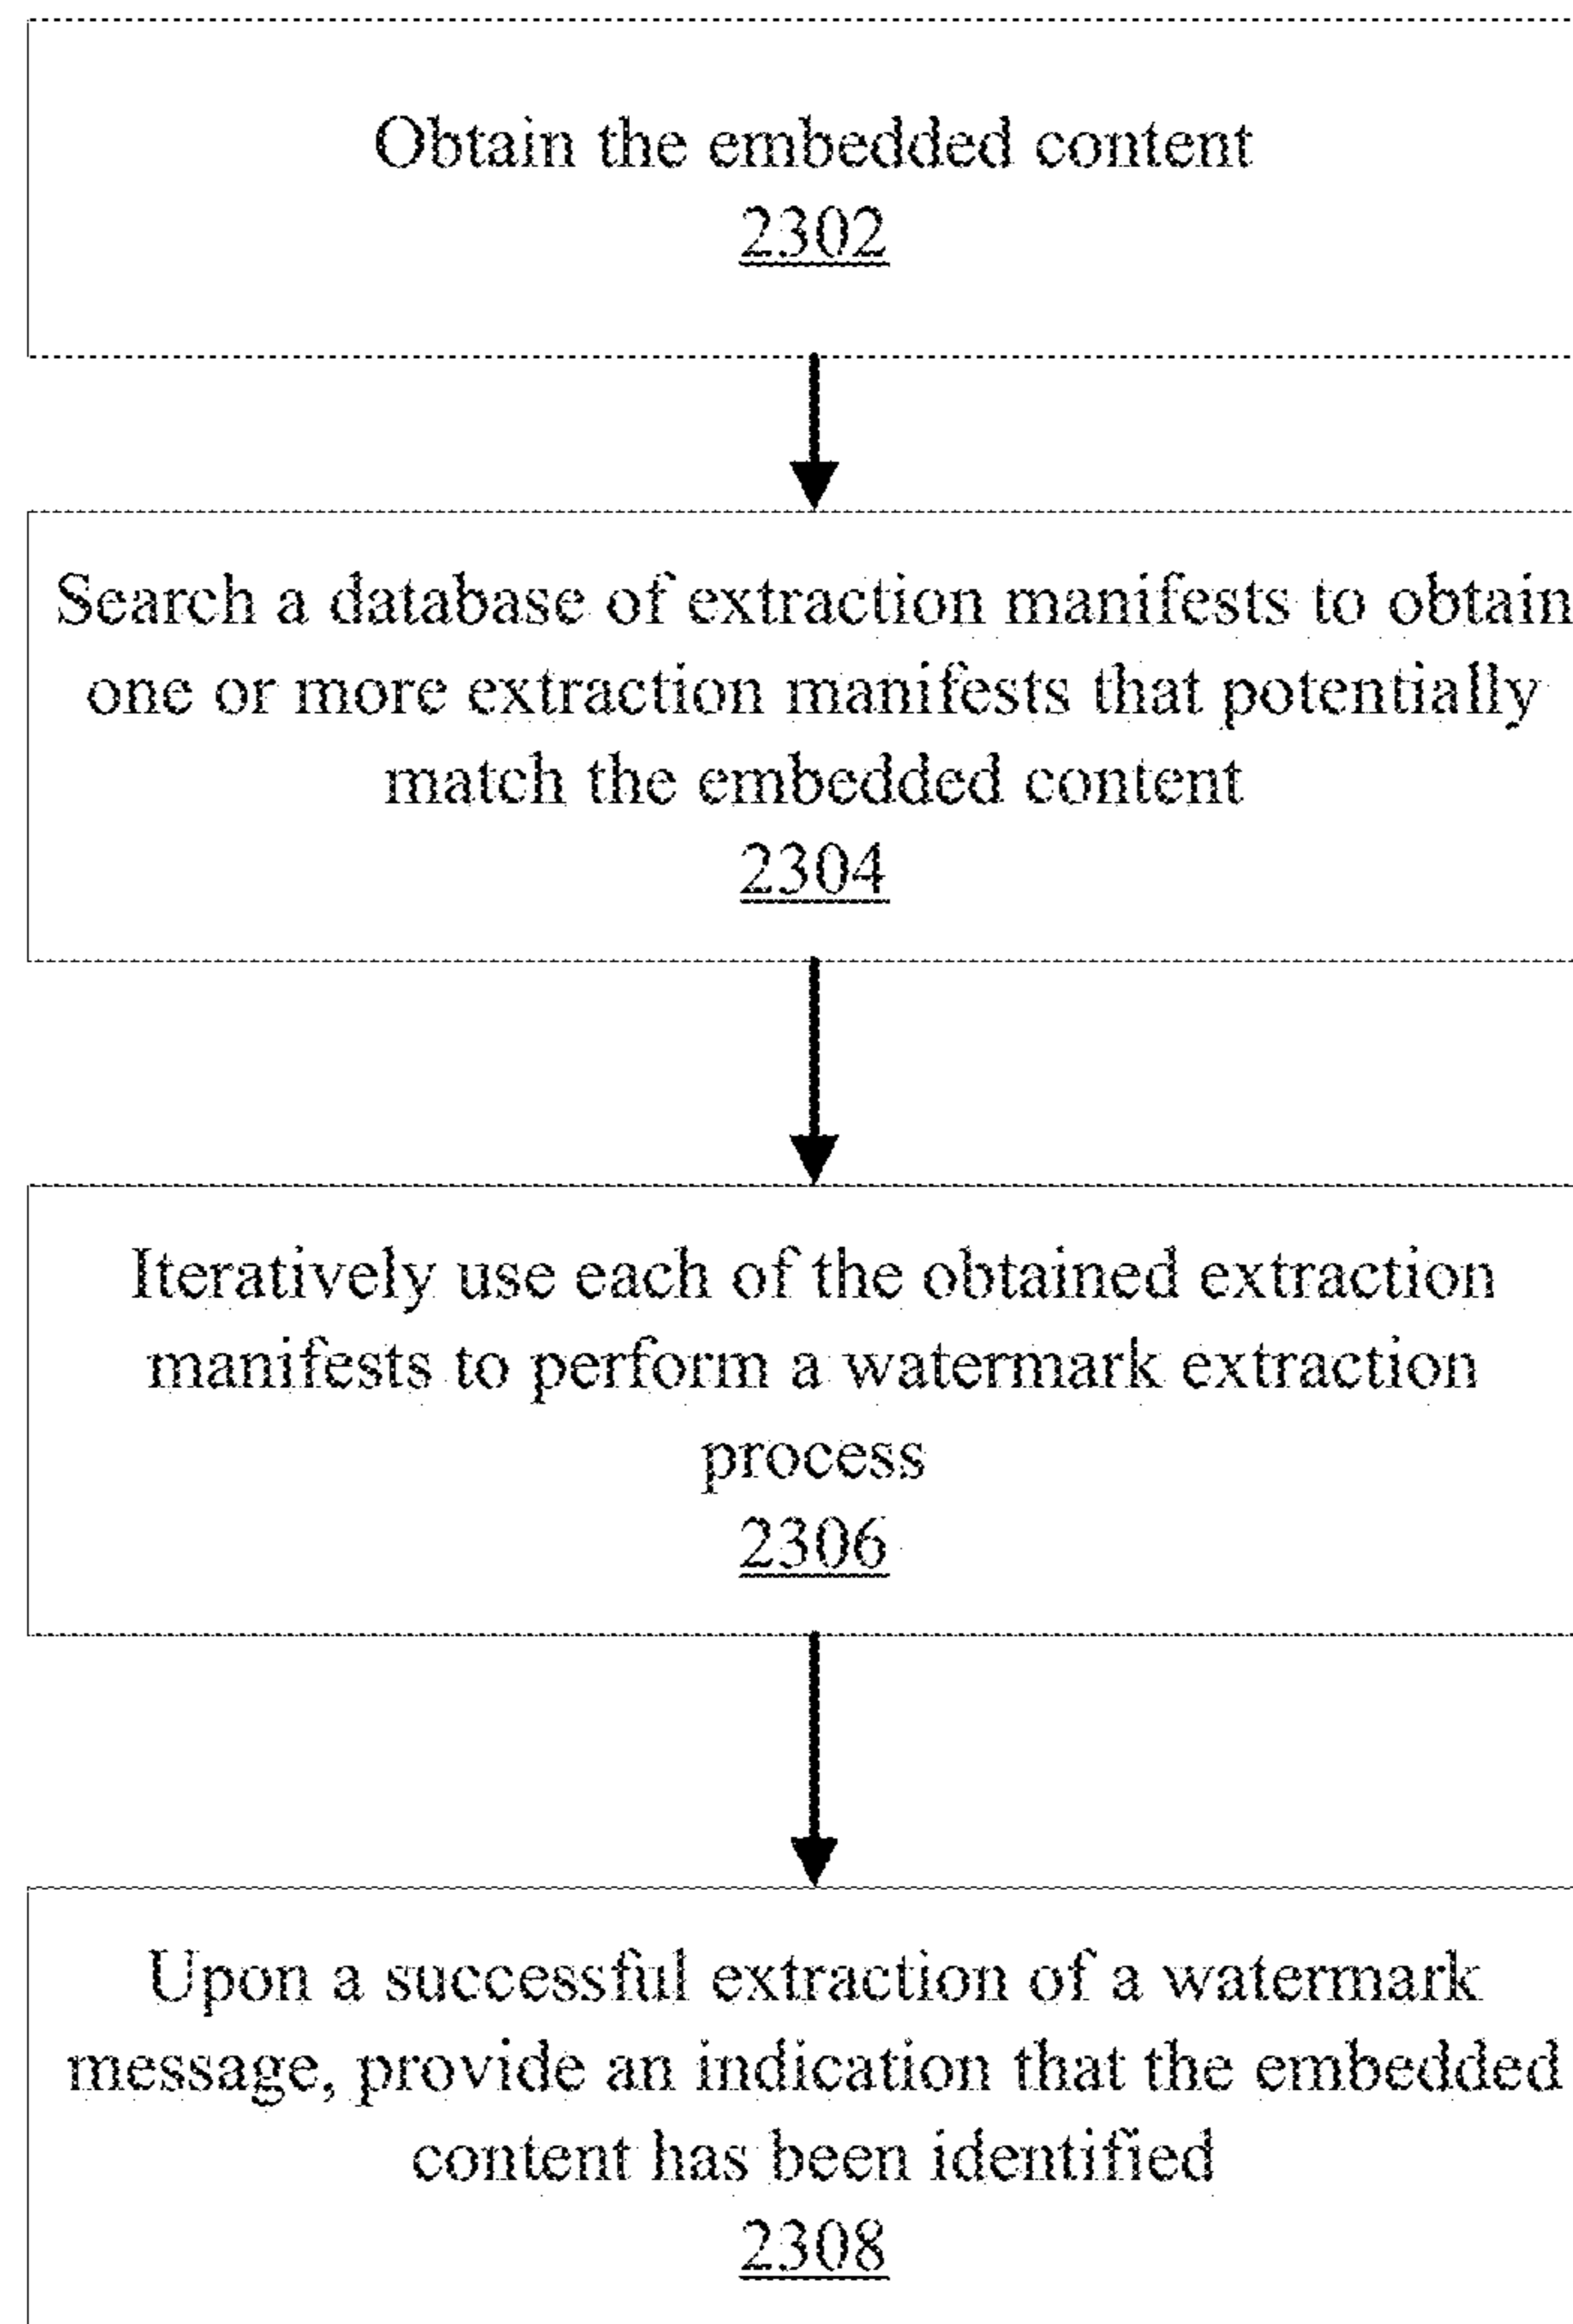 Obtain the embedded content
2302
Search a database of extraction manifests to obtain
one or more extraction manifests that potentially
match the embedded content
2304
Iteratively use each of the obtained extraction
manifests to perform a watermark extraction
process
2306
Upon a successful extraction of a watermark
message, provide an indication that the embedded
content has been identified
2308